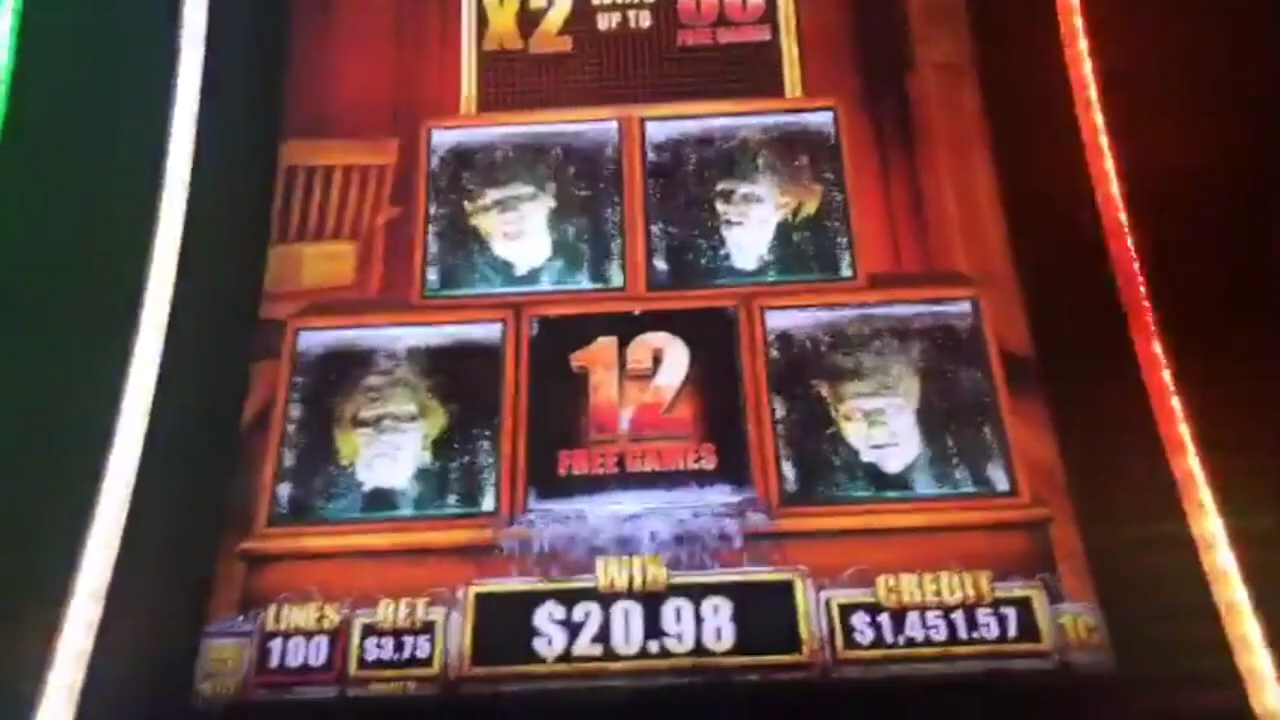 X2
UP TO
FREE GAMES
12
FREE GAMES
WIN
$20.98
LINES
100
BET
$3.75
CREDIT
$1,451.57
1¢